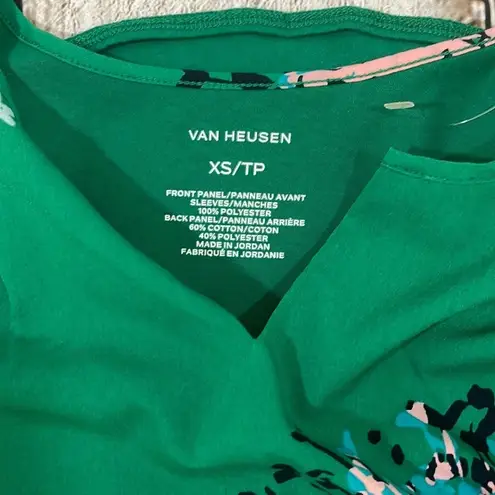 VAN HEUSEN
XS/TP
FRONT PANEL/PANNEAU AVANT
SLEEVES/MANCHES
100% POLYESTER
BACK PANEL/PANNEAU ARRIÈRE
60% COTTON/COTON
40% POLYESTER
MADE IN JORDAN
FABRIQUÉ EN JORDANIE